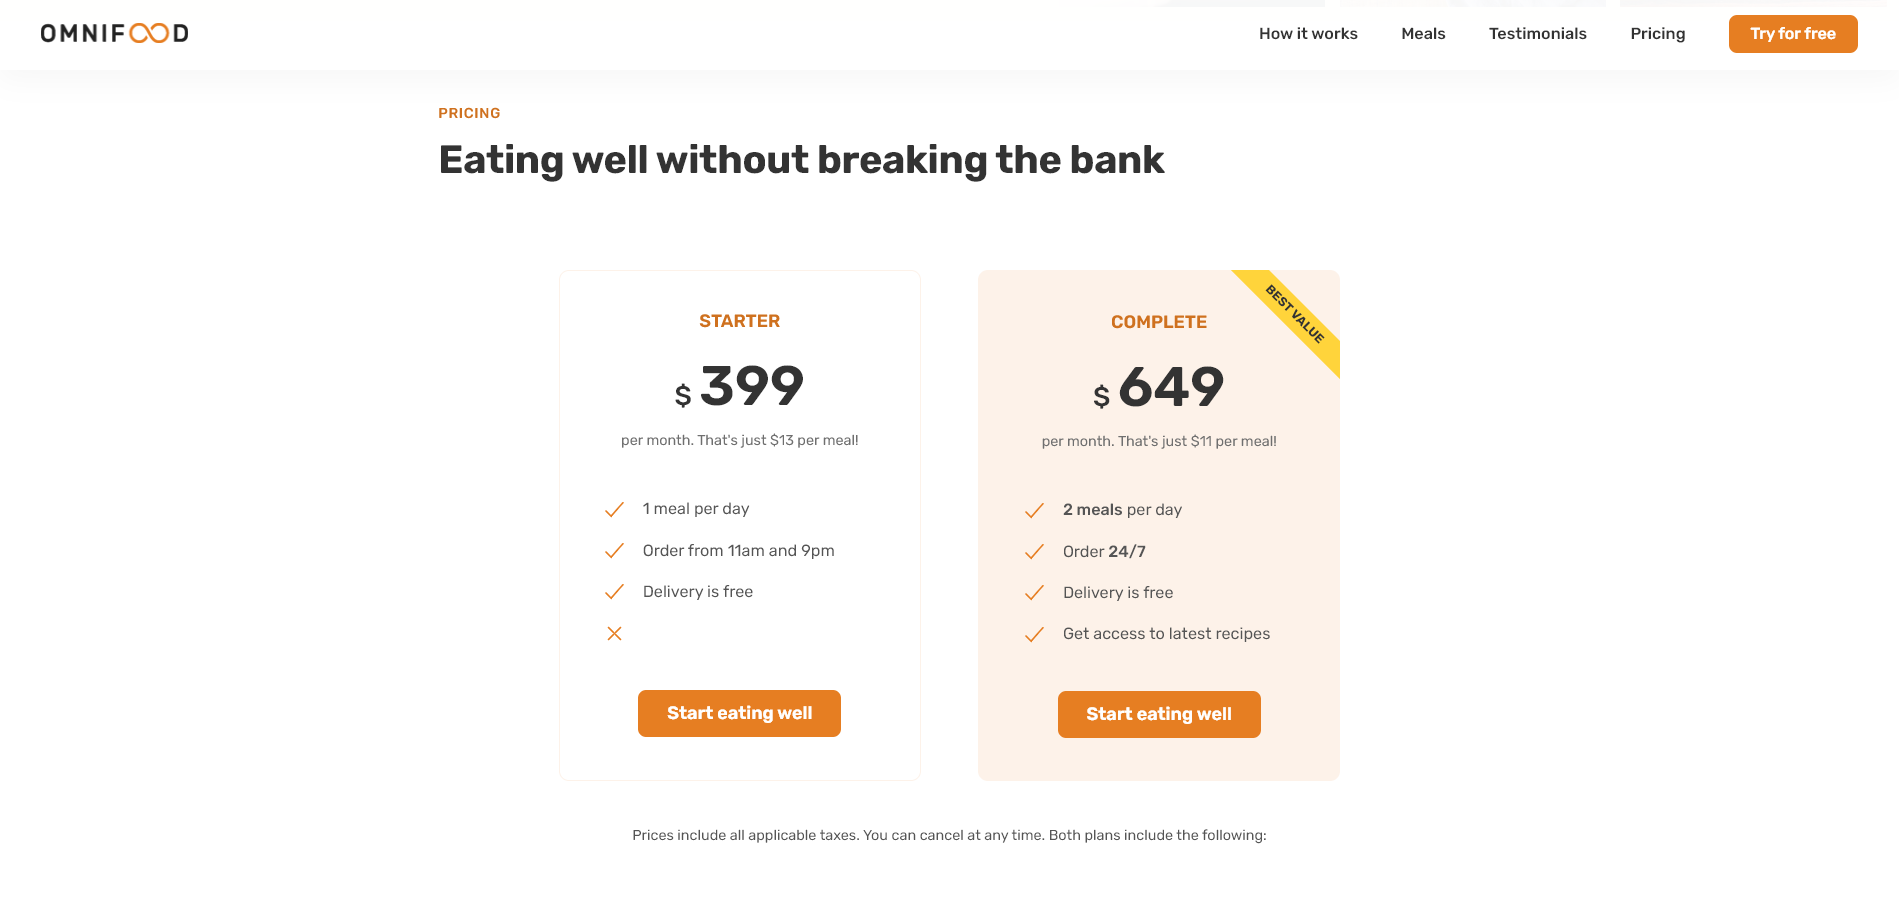 OMNIFOOD
How it works
Meals
Testimonials
Pricing
Try for free
PRICING
Eating well without breaking the bank
STARTER
$ 399
per month. That's just $13 per meal!
1 meal per day
Order from 11am and 9pm
Delivery is free
Start eating well
BEST VALUE
COMPLETE
$ 649
per month. That's just $11 per meal!
2 meals per day
Order 24/7
Delivery is free
Get access to latest recipes
Start eating well
Prices include all applicable taxes. You can cancel at any time. Both plans include the following: